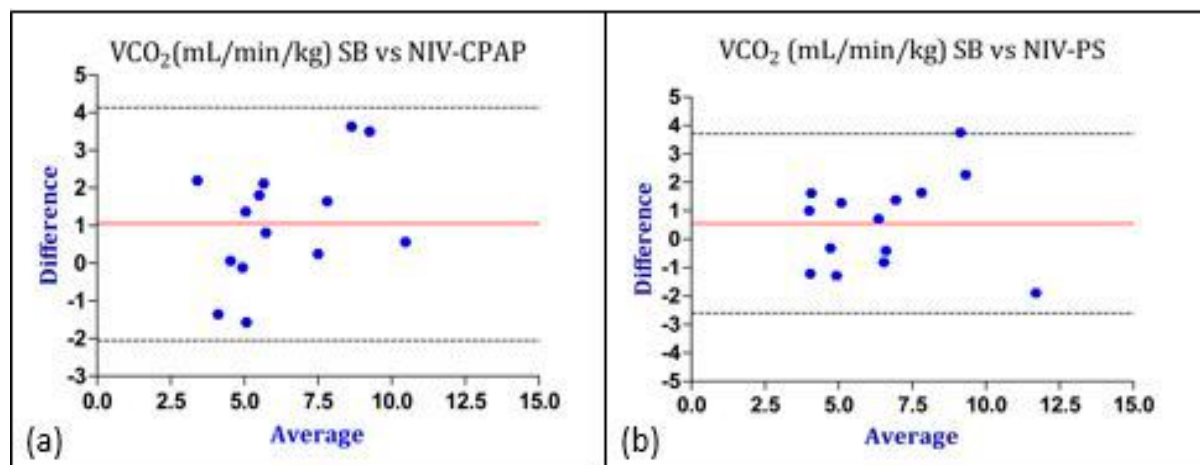 VCO₂(mL/min/kg) SB vs NIV-CPAP
5
4
3
2
1
0
-1
-2
-3
Difference
0.0 2.5 5.0 7.5 10.0 12.5 15.0
Average
(a)
VCO₂ (mL/min/kg) SB vs NIV-PS
5
4
3
2
1
0
-1
-2
-3
-4
-5
Difference
0.0 2.5 5.0 7.5 10.0 12.5 15.0
Average
(b)